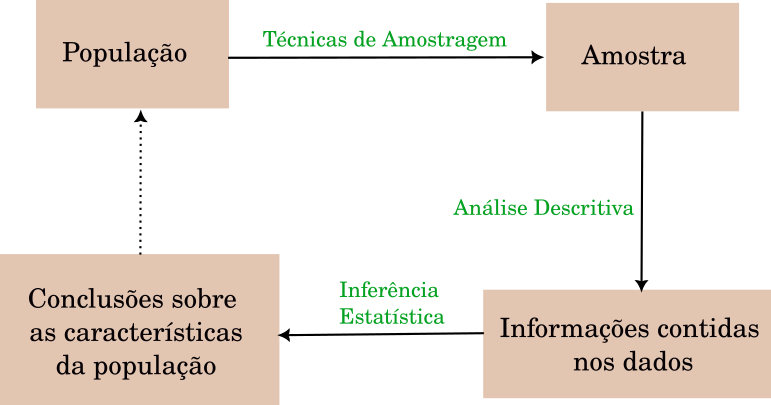 População
Técnicas de Amostragem
Amostra
Análise Descritiva
Informações contidas
nos dados
Inferência
Estatística
Conclusões sobre
as características
da população